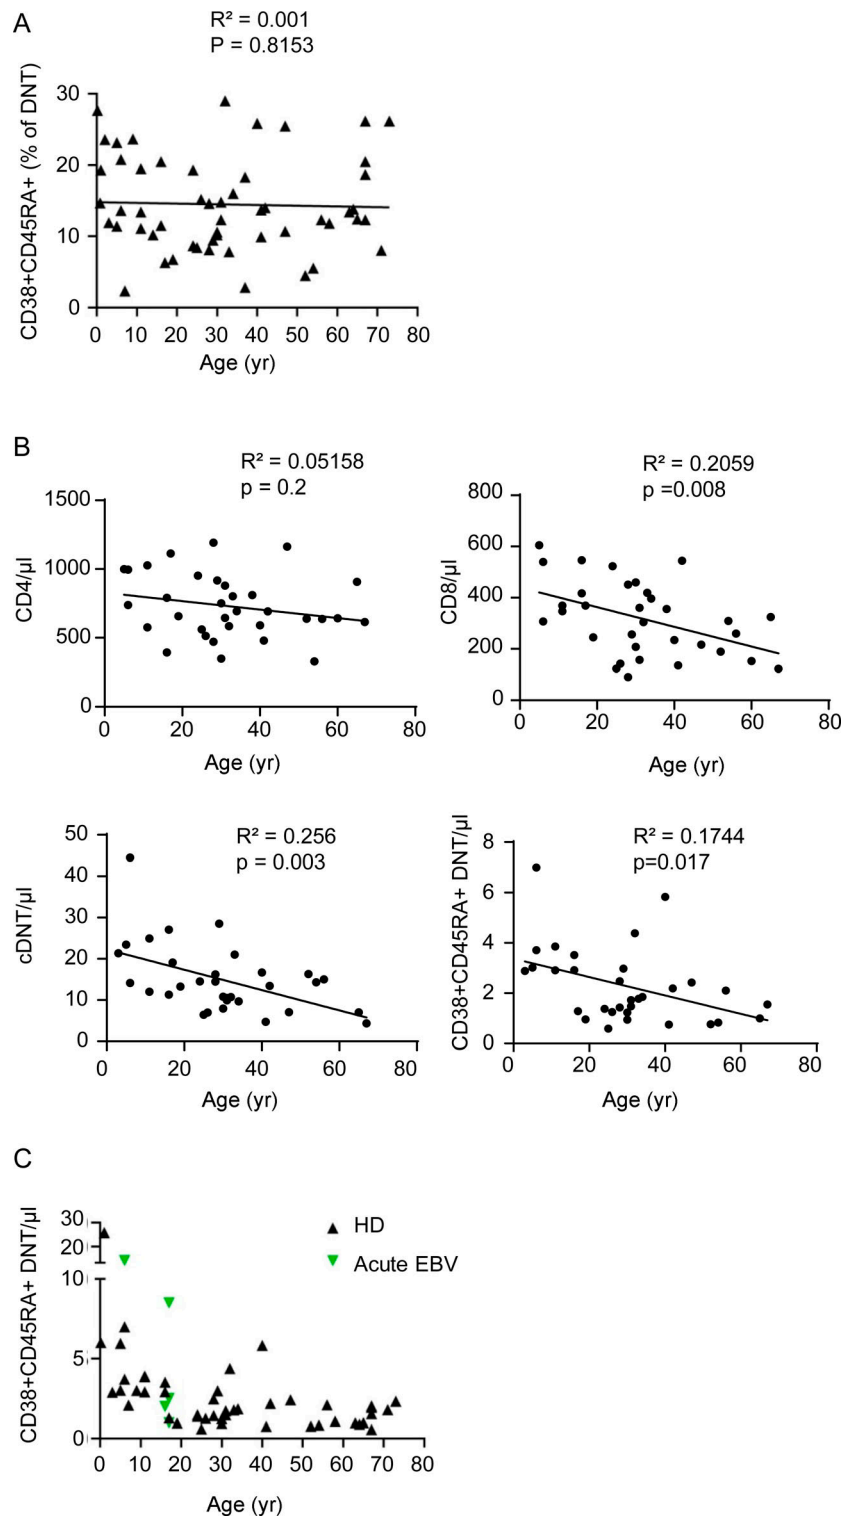 A
R² = 0.001
P = 0.8153
CD38+CD45RA+ (% of DNT)
30
20
10
0
0 10 20 30 40 50 60 70 80
Age (yr)
B
R² = 0.05158
p = 0.2
CD4/µl
1500
1000
500
0
0 20 40 60 80
Age (yr)
R² = 0.2059
p =0.008
CD8/µl
800
600
400
200
0
0 20 40 60 80
Age (yr)
R² = 0.256
p = 0.003
cDNT/µl
50
40
30
20
10
0
0 20 40 60 80
Age (yr)
R² = 0.1744
p=0.017
CD38+CD45RA+ DNT/µl
8
6
4
2
0
0 20 40 60 80
Age (yr)
C
CD38+CD45RA+ DNT/µl
30
20
10
5
0
HD
Acute EBV
0 10 20 30 40 50 60 70 80
Age (yr)